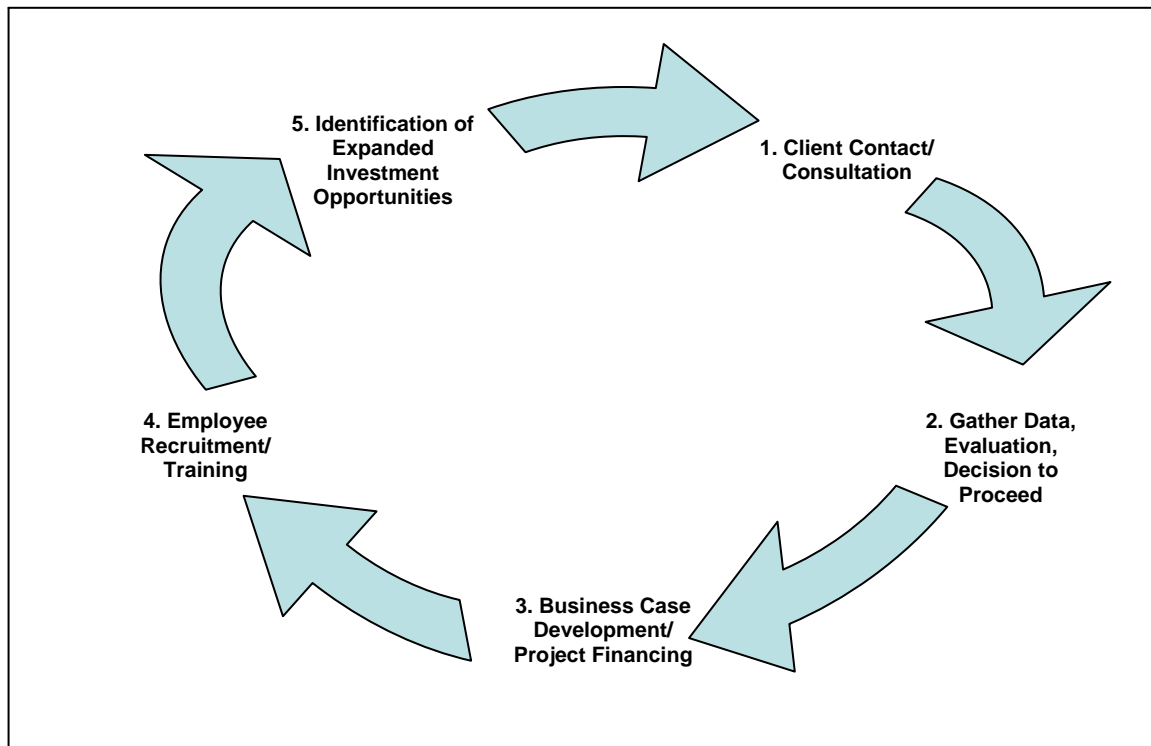 1. Client Contact/
Consultation
2. Gather Data,
Evaluation,
Decision to
Proceed
3. Business Case
Development/
Project Financing
4. Employee
Recruitment/
Training
5. Identification of
Expanded
Investment
Opportunities